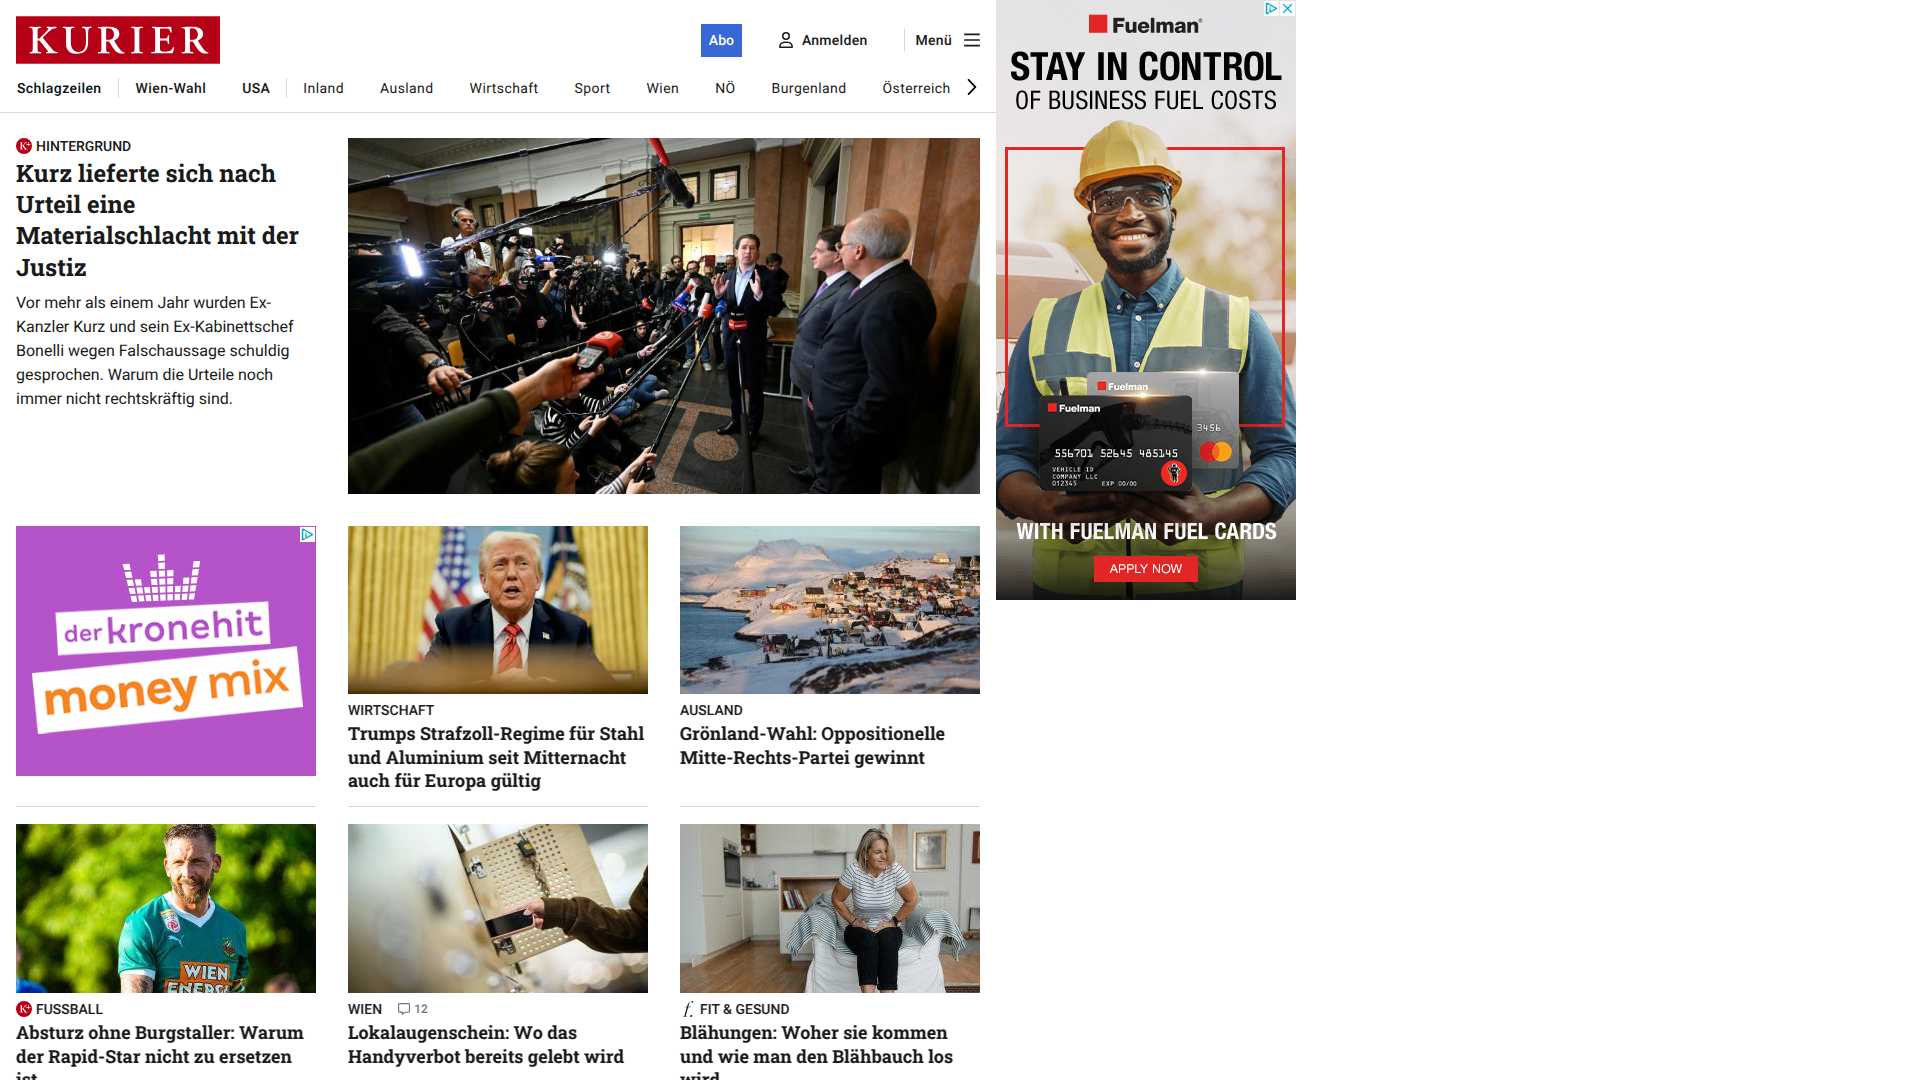 KURIER
Abo
Anmelden
Menü
Schlagzeilen
Wien-Wahl
USA
Inland
Ausland
Wirtschaft
Sport
Wien
NÖ
Burgenland
Österreich
HINTERGRUND
Kurz lieferte sich nach
Urteil eine
Materialschlacht mit der
Justiz
Vor mehr als einem Jahr wurden Ex-
Kanzler Kurz und sein Ex-Kabinettschef
Bonelli wegen Falschaussage schuldig
gesprochen. Warum die Urteile noch
immer nicht rechtskräftig sind.
Fuelman
STAY IN CONTROL
OF BUSINESS FUEL COSTS
Fuelman
Fuelman
3456
556701 52645 485145
VEHICLE ID
COMPANY LLC
012345 EXP 00/00
WITH FUELMAN FUEL CARDS
APPLY NOW
der kronehit
money mix
WIRTSCHAFT
Trumps Strafzoll-Regime für Stahl
und Aluminium seit Mitternacht
auch für Europa gültig
AUSLAND
Grönland-Wahl: Oppositionelle
Mitte-Rechts-Partei gewinnt
WIEN
ENERGIE
FUSSBALL
Absturz ohne Burgstaller: Warum
der Rapid-Star nicht zu ersetzen
ist
WIEN 12
Lokalaugenschein: Wo das
Handyverbot bereits gelebt wird
f. FIT & GESUND
Blähungen: Woher sie kommen
und wie man den Blähbauch los
wird